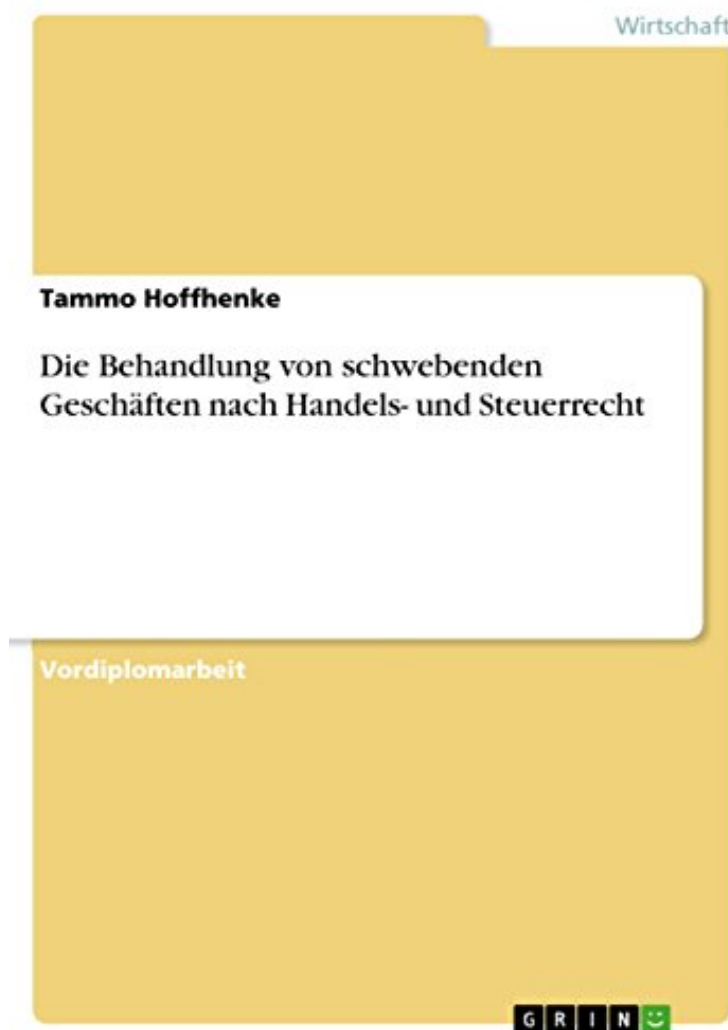 Wirtschaft
Tammo Hoffhenke
Die Behandlung von schwebenden
Geschäften nach Handels- und Steuerrecht
Vordiplomarbeit
GRIN